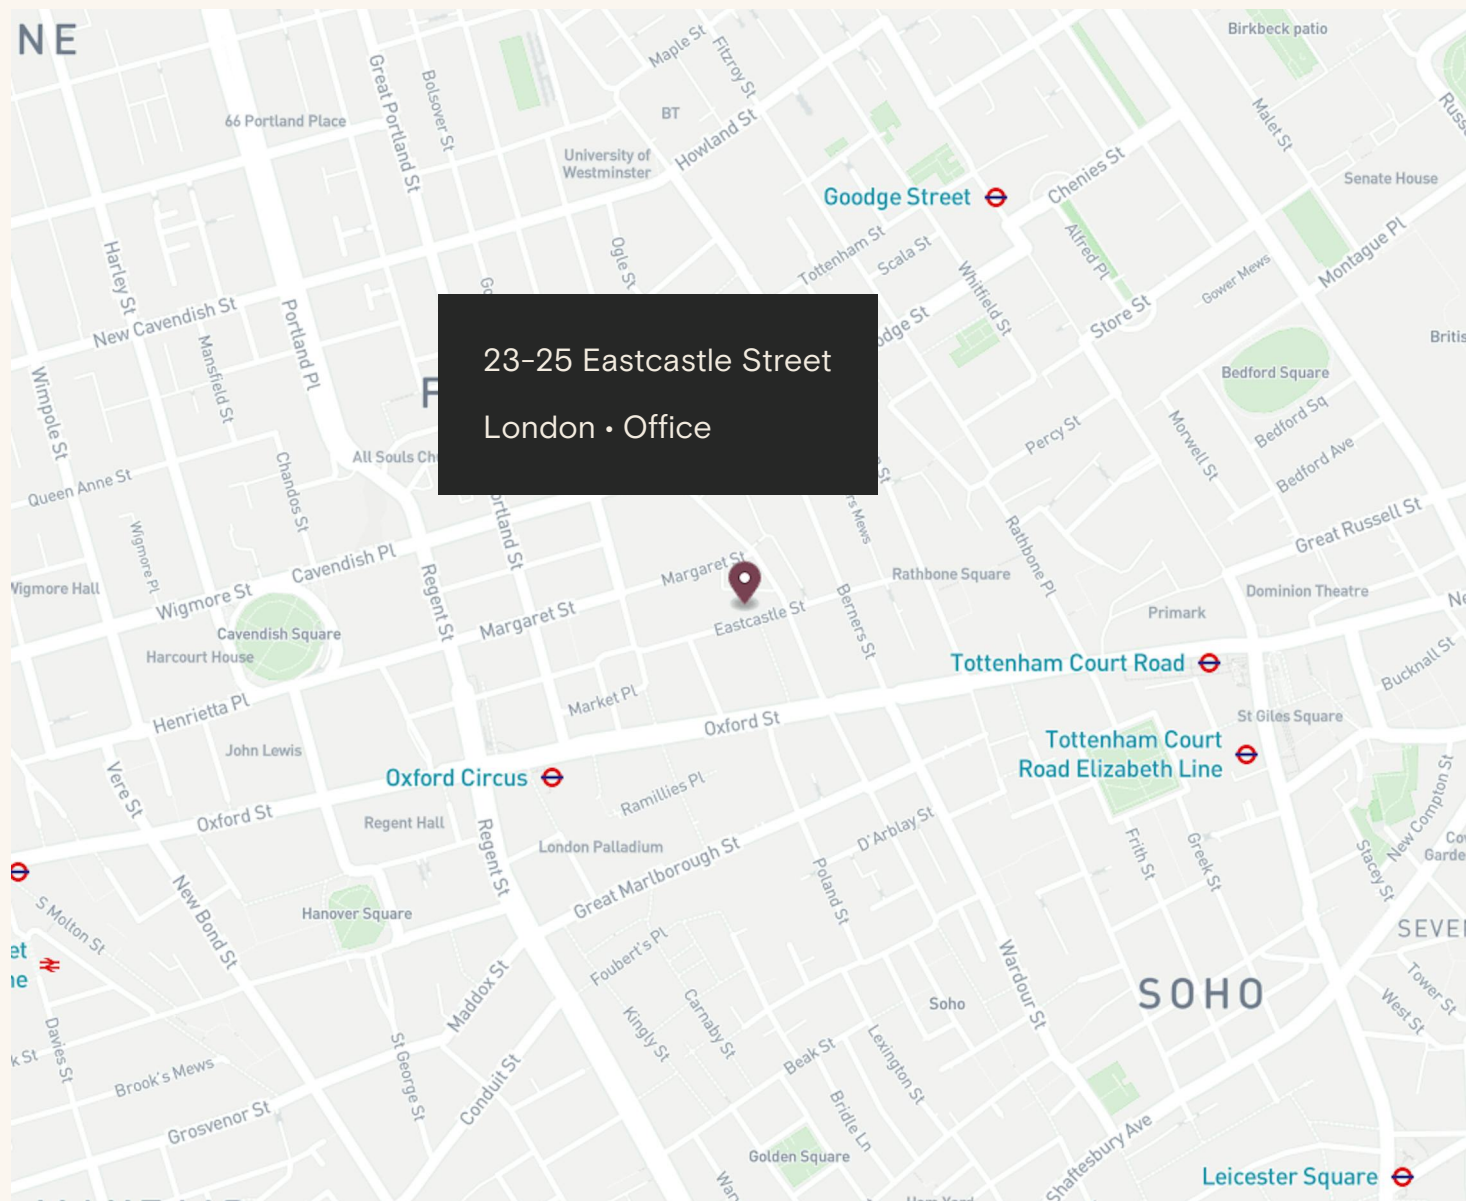 NE
Maple St
Fitzroy St
Birkbeck patio
Great Portland St
Bolsover St
BT
66 Portland Place
Howland St
Malet St
University of
Westminster
Chenies St
Senate House
Goodge Street
Harley St
Ogle St
Tottenham St
Scala St
Alfred Pl
Montague Pl
Whitfield St
Gower Mews
New Cavendish St
Portland Pl
Store St
Mansfield St
23-25 Eastcastle Street
London • Office
Bedford Square
Wimpole St
Bedford Sq
Percy St
Morwell St
Bedford Ave
Queen Anne St
Chandos St
Great Russell St
Wigmore Pl
Rathbone Pl
Cavendish Pl
Margaret St
Wigmore Hall
Wigmore St
Regent St
Rathbone Square
Dominion Theatre
Eastcastle St
Berners St
Primark
Margaret St
Cavendish Square
Harcourt House
Tottenham Court Road
Bucknall St
Henrietta Pl
Market Pl
Oxford St
St Giles Square
John Lewis
Tottenham Court
Road Elizabeth Line
Oxford Circus
Vere St
Ramillies Pl
Oxford St
Regent Hall
London Palladium
D'Arblay St
New Compton St
Regent St
Great Marlborough St
Poland St
Frith St
Greek St
Stacey St
New Bond St
S Molton St
Hanover Square
Foubert's Pl
Wardour St
SOHO
Maddox St
Carnaby St
Kingly St
Soho
Tower St
West St
Davies St
St George St
Beak St
Lexington St
Brook's Mews
Conduit St
Bridle Ln
Grosvenor St
Golden Square
Shaftesbury Ave
Leicester Square